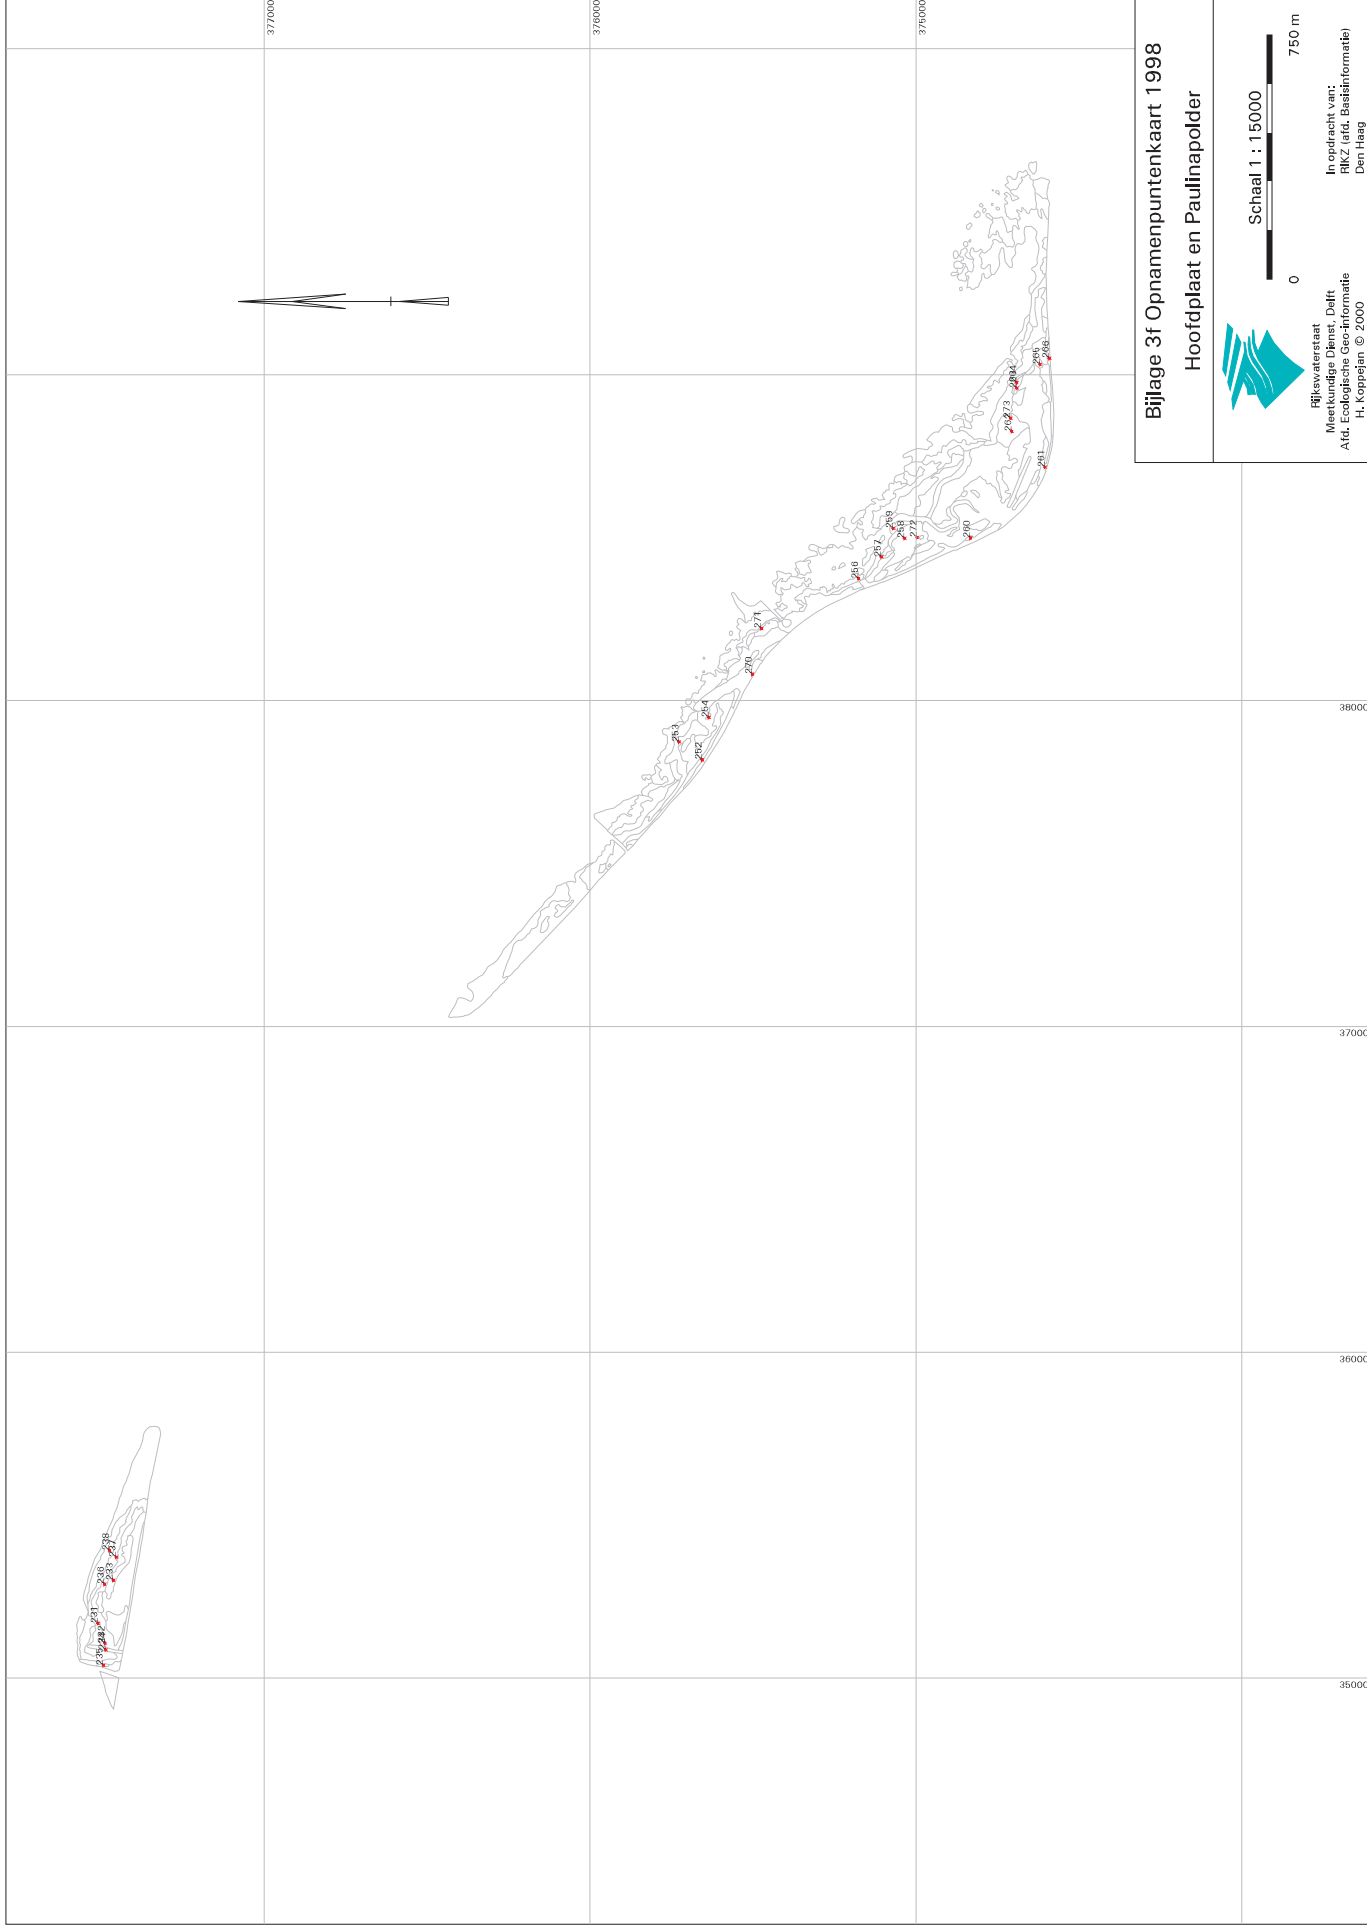 377000
376000
375000
38000
37000
36000
35000
238
237
236
233
231
235
253
254
252
271
270
259
258
257
272
256
260
265
266
273
261
Bijlage 3f Opnamenpuntenkaart 1998
Hoofdplaat en Paulinapolder
Schaal 1 : 15000
0
750 m
Rijkswaterstaat
Meetkundige Dienst, Delft
Afd. Ecologische Geo-informatie
H. Koppejan © 2000
In opdracht van:
RIKZ (afd. Basisinformatie)
Den Haag